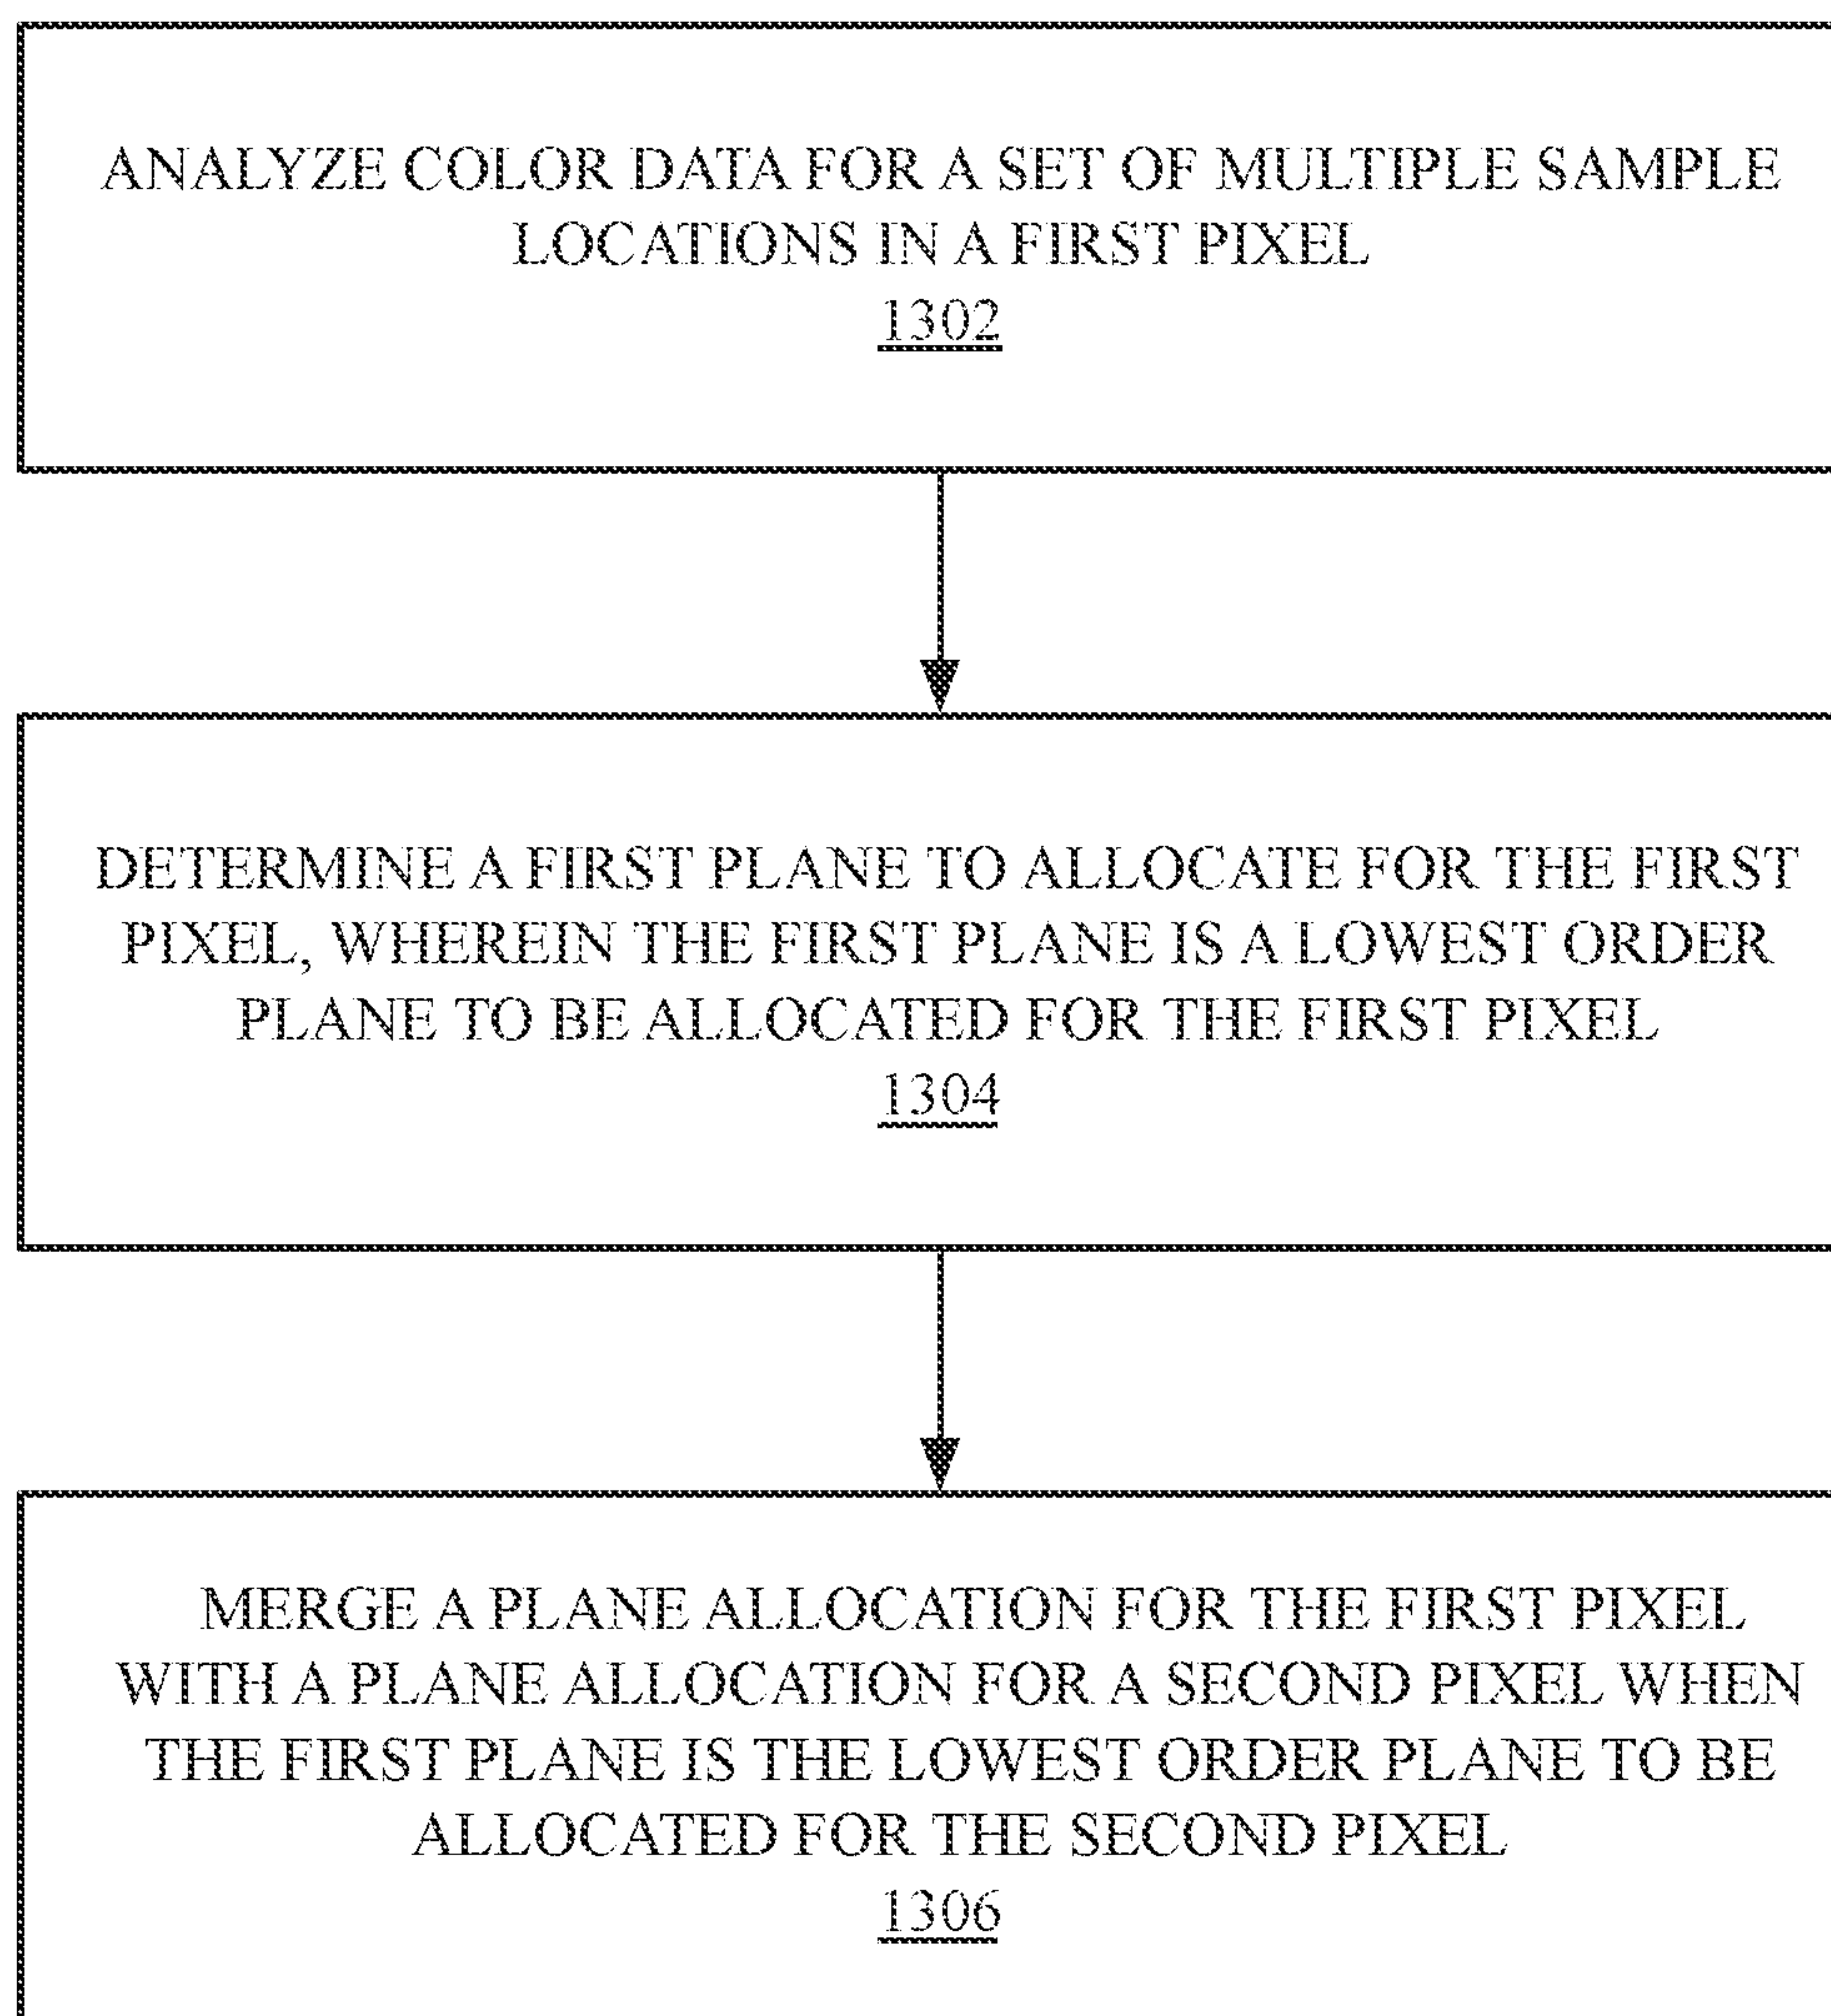 ANALYZE COLOR DATA FOR A SET OF MULTIPLE SAMPLE
LOCATIONS IN A FIRST PIXEL
1302
DETERMINE A FIRST PLANE TO ALLOCATE FOR THE FIRST
PIXEL, WHEREIN THE FIRST PLANE IS A LOWEST ORDER
PLANE TO BE ALLOCATED FOR THE FIRST PIXEL
1304
MERGE A PLANE ALLOCATION FOR THE FIRST PIXEL
WITH A PLANE ALLOCATION FOR A SECOND PIXEL WHEN
THE FIRST PLANE IS THE LOWEST ORDER PLANE TO BE
ALLOCATED FOR THE SECOND PIXEL
1306